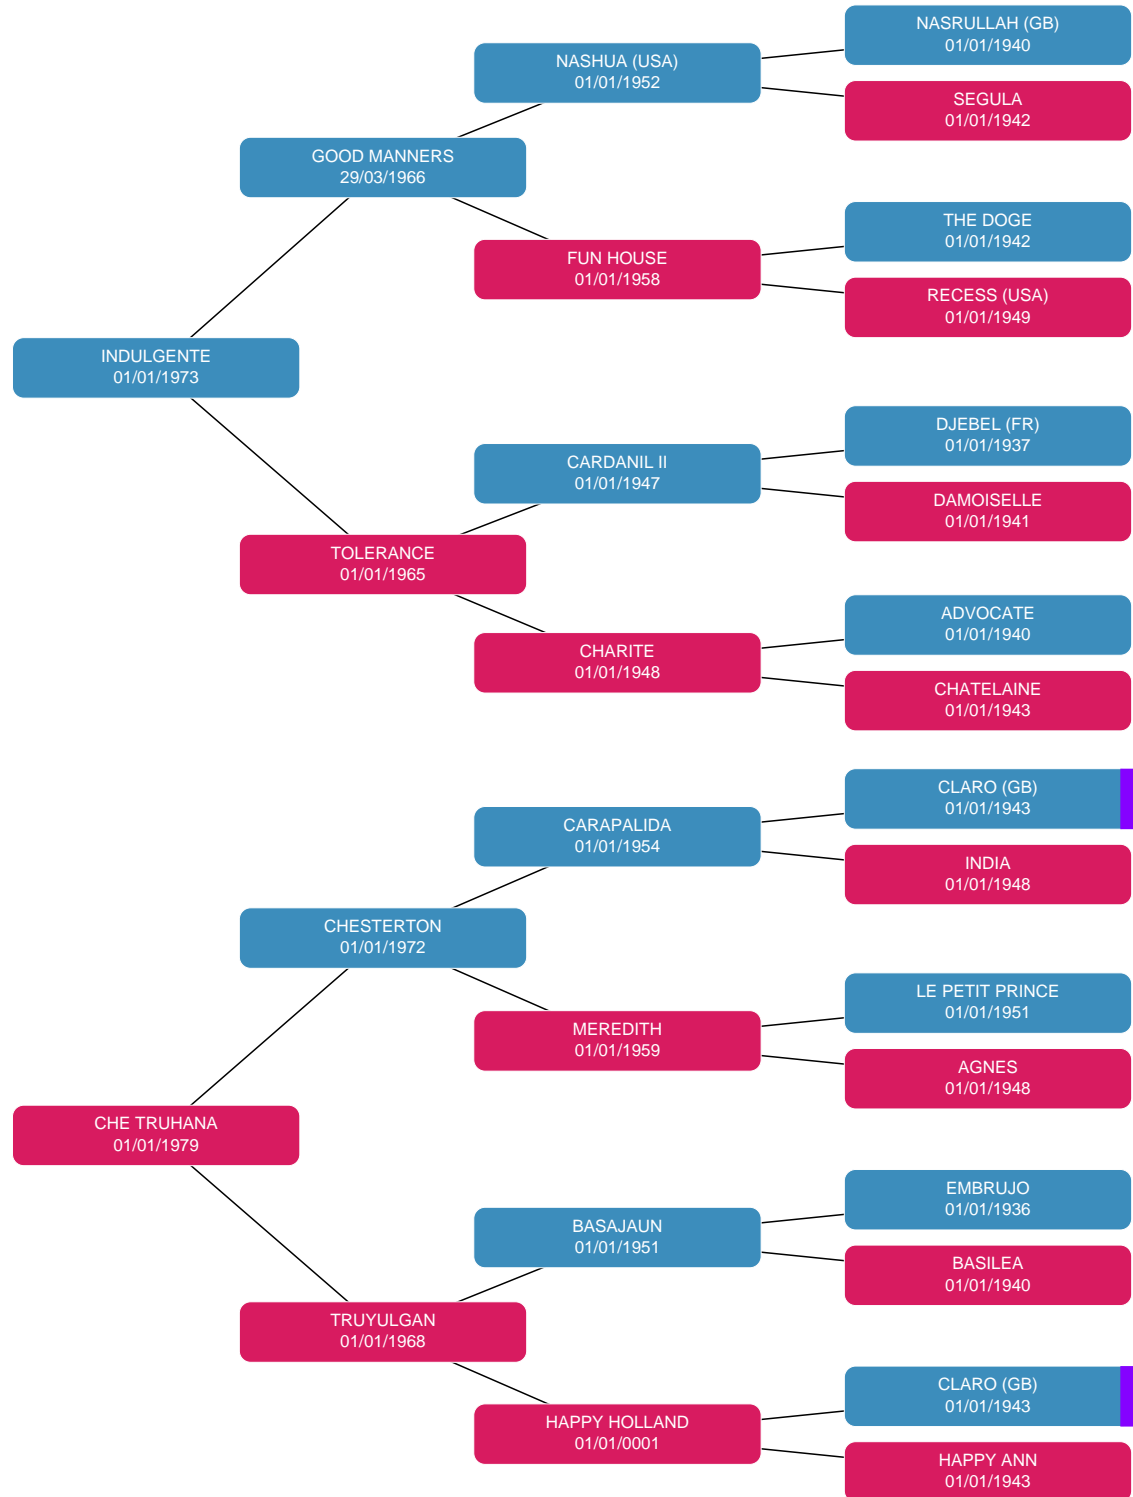 NASRULLAH (GB)
01/01/1940
NASHUA (USA)
01/01/1952
SEGULA
01/01/1942
GOOD MANNERS
29/03/1966
THE DOGE
01/01/1942
FUN HOUSE
01/01/1958
RECESS (USA)
01/01/1949
INDULGENTE
01/01/1973
DJEBEL (FR)
01/01/1937
CARDANIL II
01/01/1947
DAMOISELLE
01/01/1941
TOLERANCE
01/01/1965
ADVOCATE
01/01/1940
CHARITE
01/01/1948
CHATELAINE
01/01/1943
CLARO (GB)
01/01/1943
CARAPALIDA
01/01/1954
INDIA
01/01/1948
CHESTERTON
01/01/1972
LE PETIT PRINCE
01/01/1951
MEREDITH
01/01/1959
AGNES
01/01/1948
CHE TRUHANA
01/01/1979
EMBRUJO
01/01/1936
BASAJAUN
01/01/1951
BASILEA
01/01/1940
TRUYULGAN
01/01/1968
CLARO (GB)
01/01/1943
HAPPY HOLLAND
01/01/0001
HAPPY ANN
01/01/1943